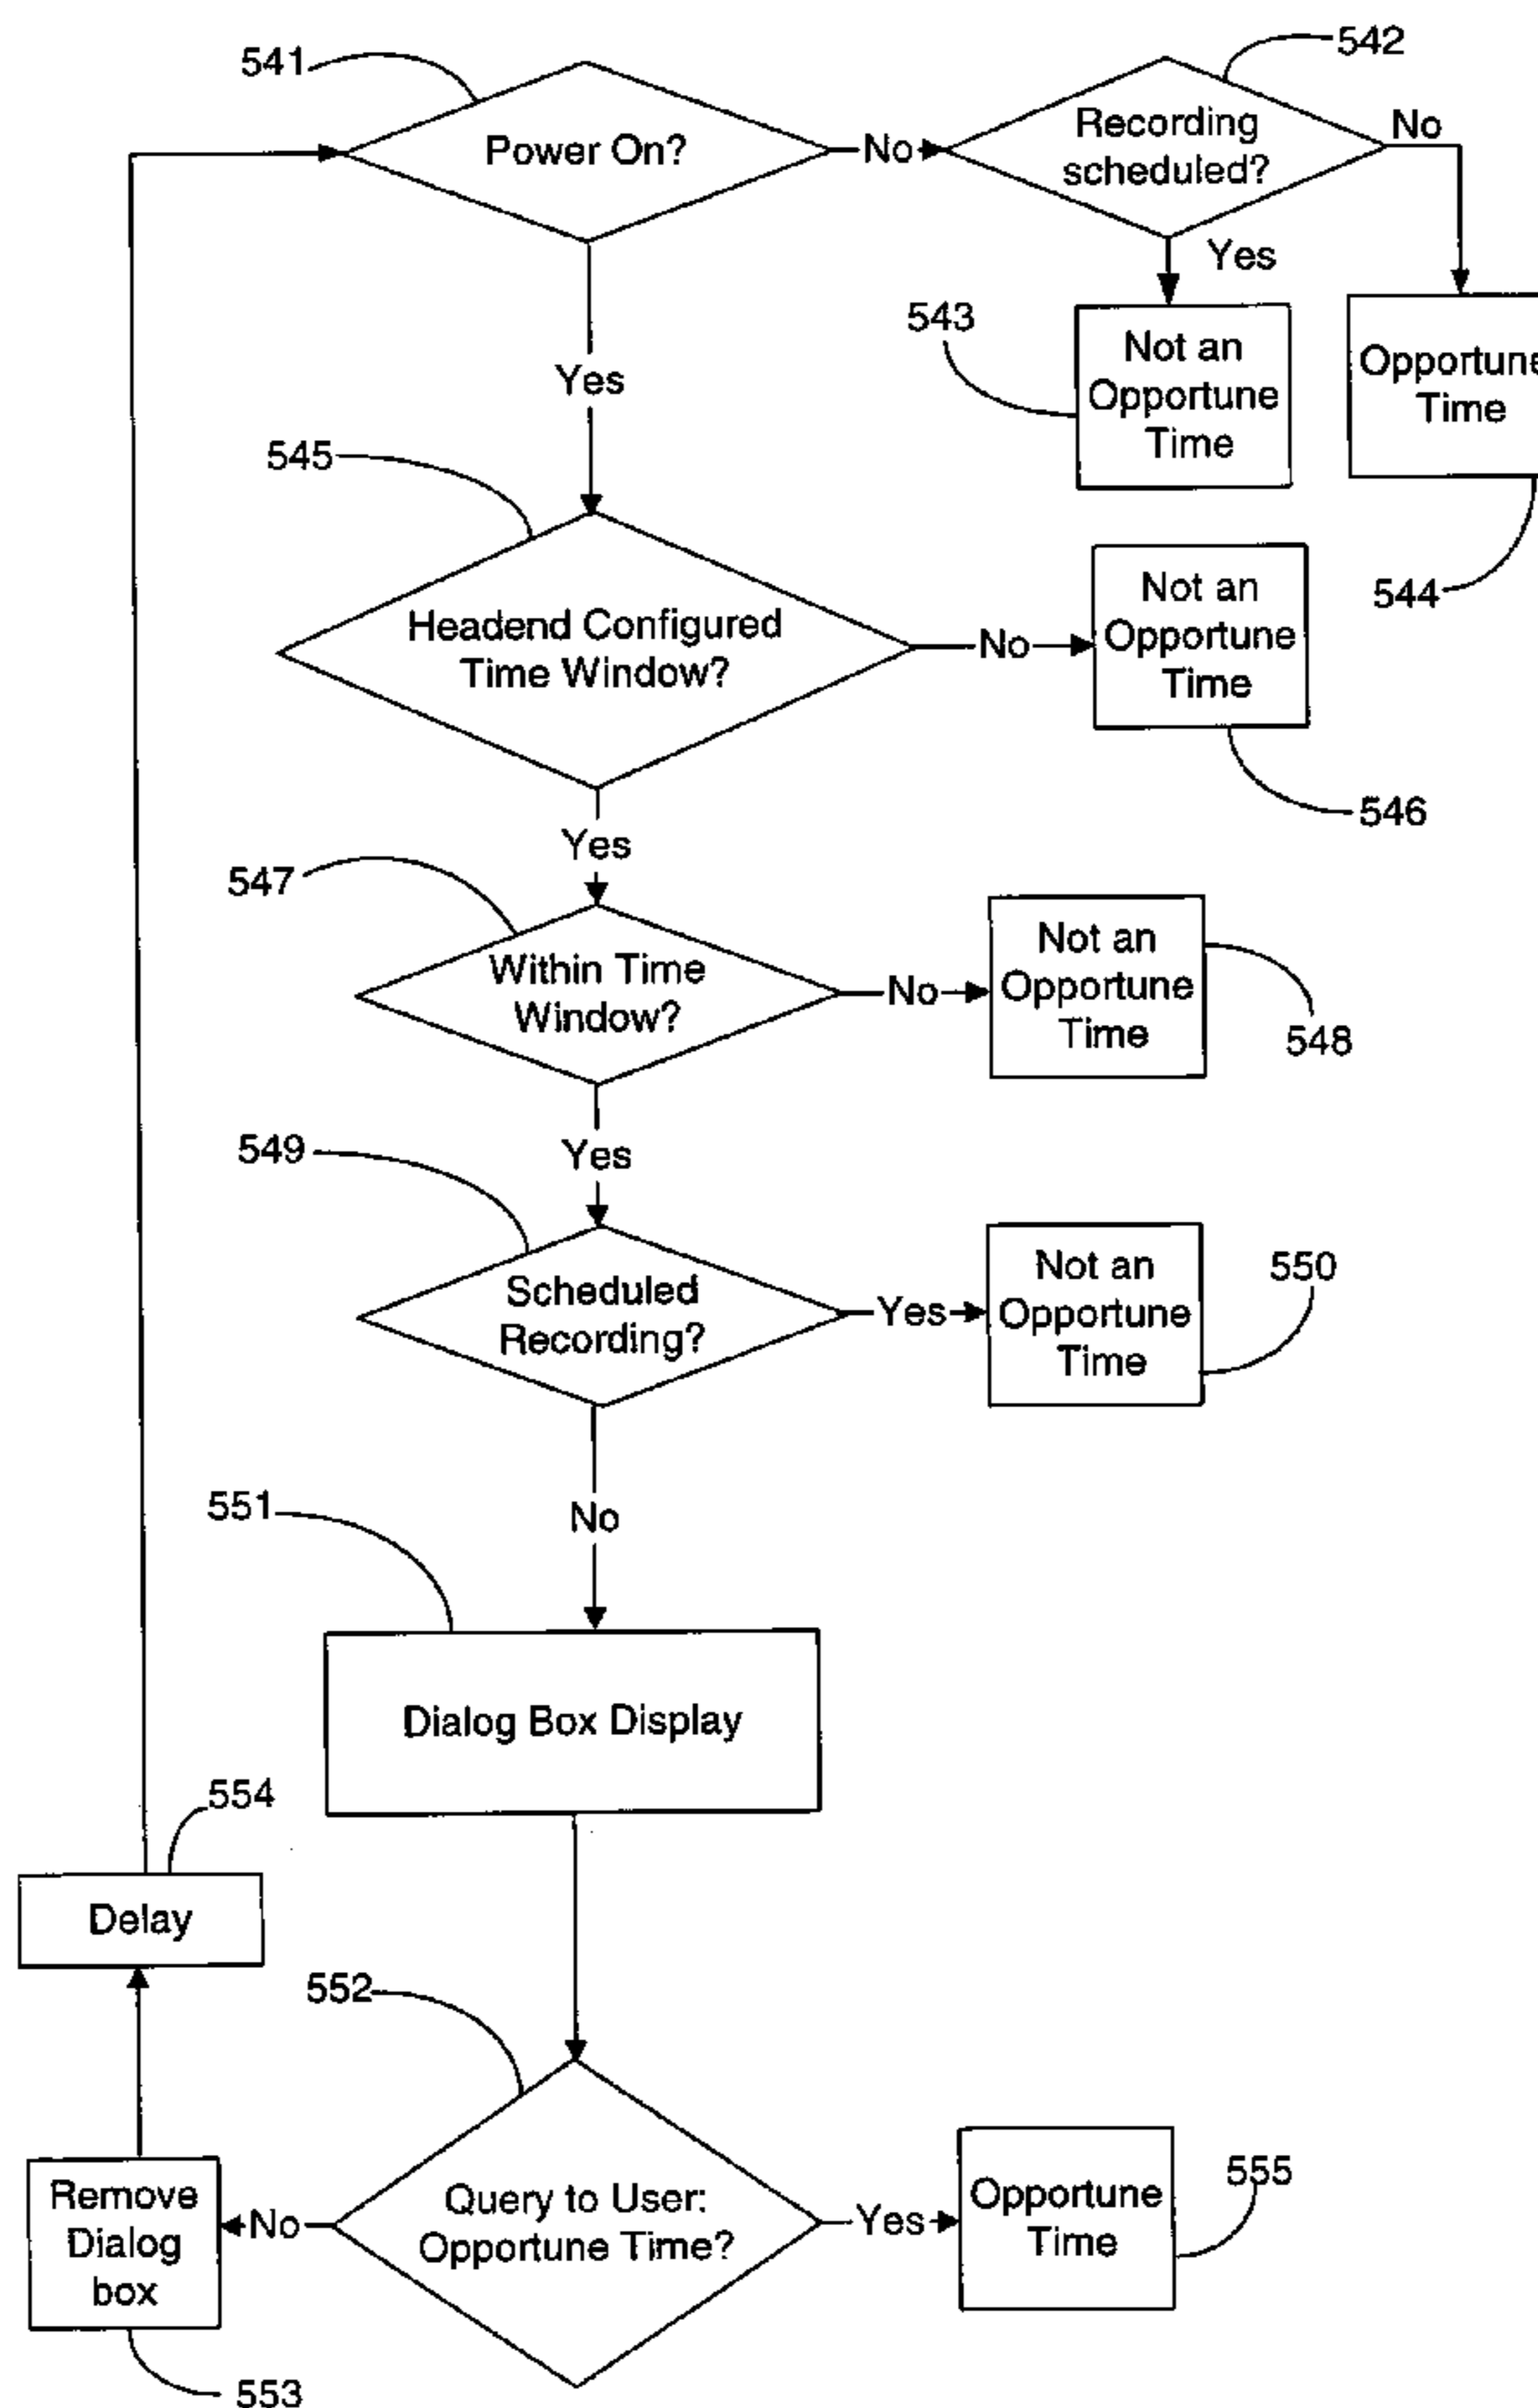 541
542
Power On?
No
Recording
scheduled?
No
Yes
543
Not an
Opportune
Time
Opportune
Time
544
Yes
545
Headend Configured
Time Window?
No
Not an
Opportune
Time
546
Yes
547
Within Time
Window?
No
Not an
Opportune
Time
548
Yes
549
Scheduled
Recording?
Yes
Not an
Opportune
Time
550
No
551
Dialog Box Display
554
Delay
552
Query to User:
Opportune Time?
No
Remove
Dialog
box
553
Yes
Opportune
Time
555